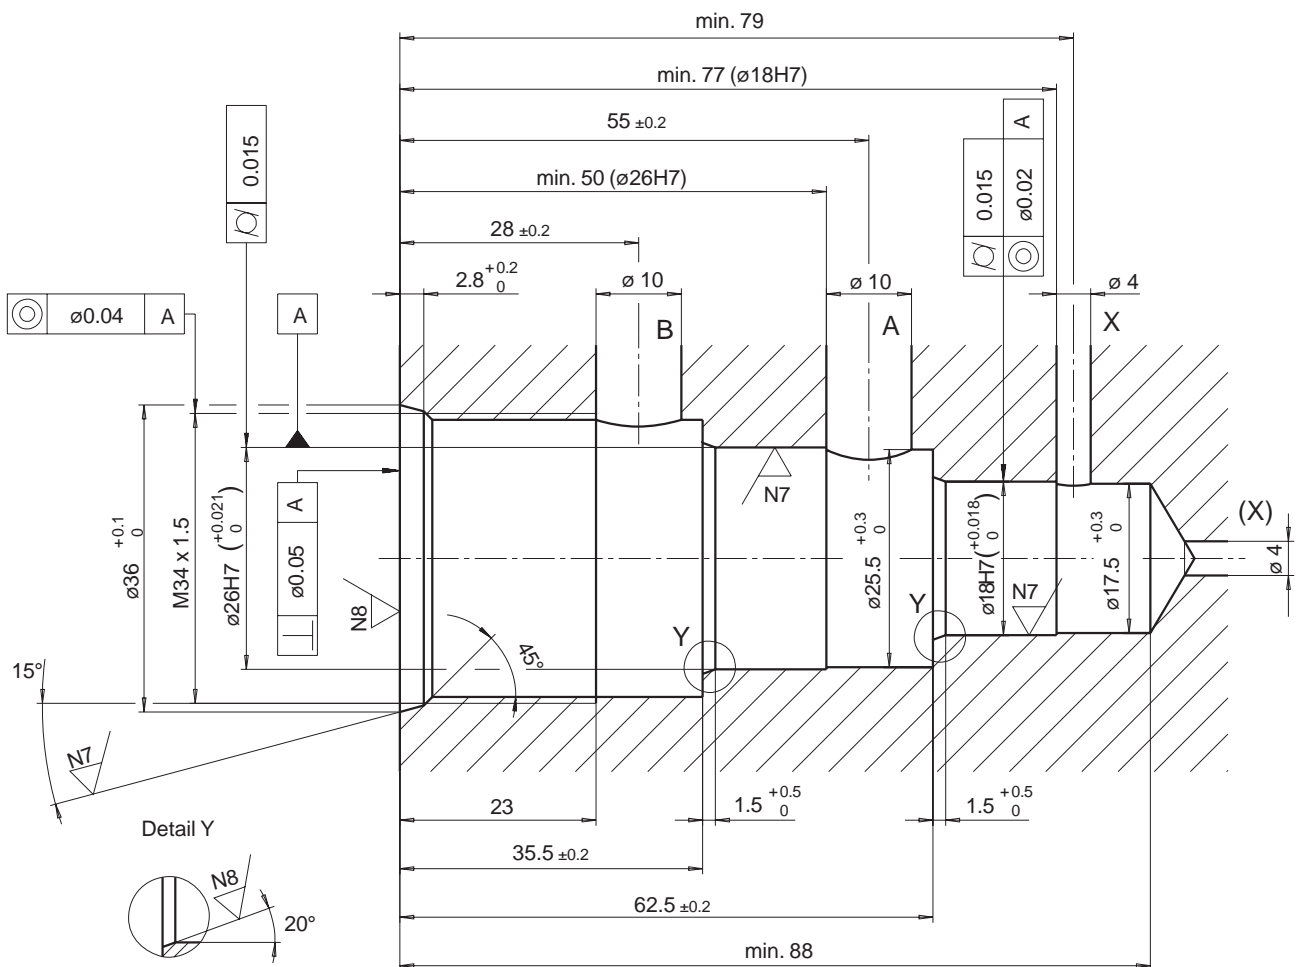 min. 79
min. 77 (ø18H7)
55 ±0.2
min. 50 (ø26H7)
28 ±0.2
2.8 +0.2 0
ø 10
ø 10
ø 4
0.015
0.015
A
ø0.02
ø0.04 A
A
B
A
X
(X)
ø 4
ø36 +0.1 0
M34 x 1.5
ø26H7 (+0.021 0)
ø0.05 A
N8
N7
ø25.5 +0.3 0
ø18H7 (+0.018 0)
N7
ø17.5 +0.3 0
Y
Y
45°
15°
N7
23
1.5 +0.5 0
1.5 +0.5 0
35.5 ±0.2
62.5 ±0.2
min. 88
Detail Y
N8
20°